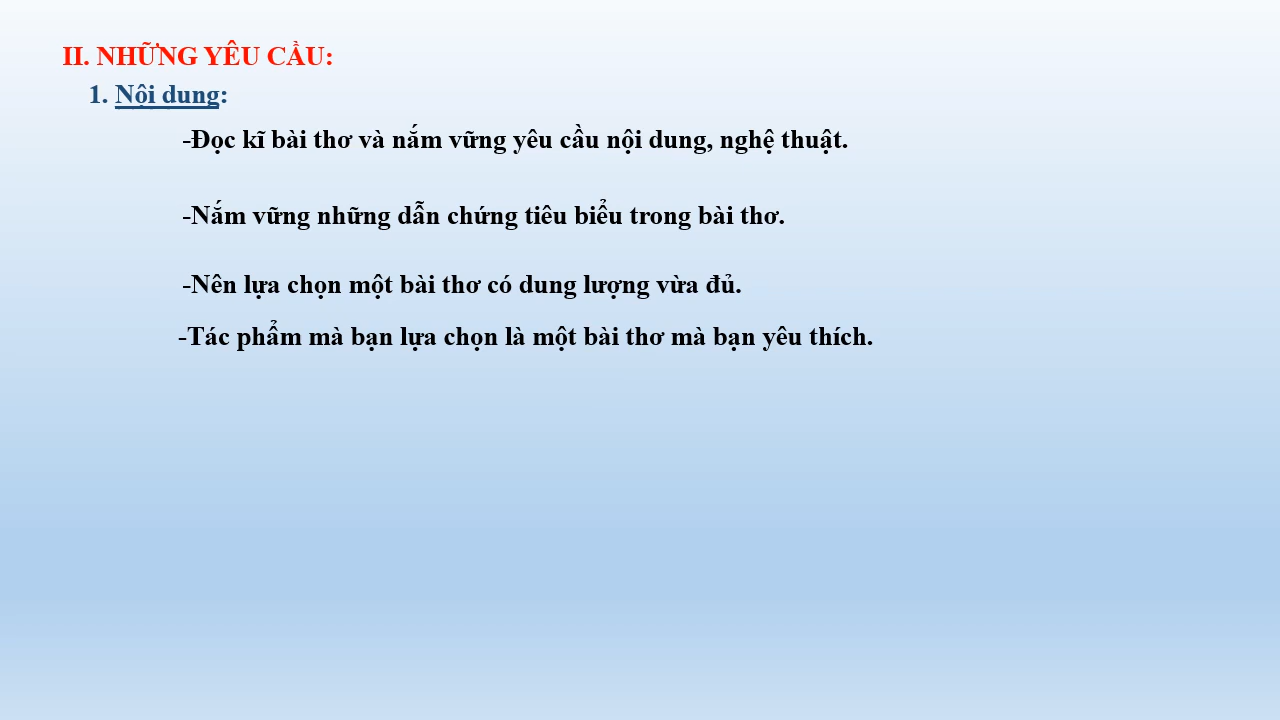 II. NHỮNG YÊU CẦU:
1. Nội dung:
-Đọc kĩ bài thơ và nắm vững yêu cầu nội dung, nghệ thuật.
-Nắm vững những dẫn chứng tiêu biểu trong bài thơ.
-Nên lựa chọn một bài thơ có dung lượng vừa đủ.
-Tác phẩm mà bạn lựa chọn là một bài thơ mà bạn yêu thích.